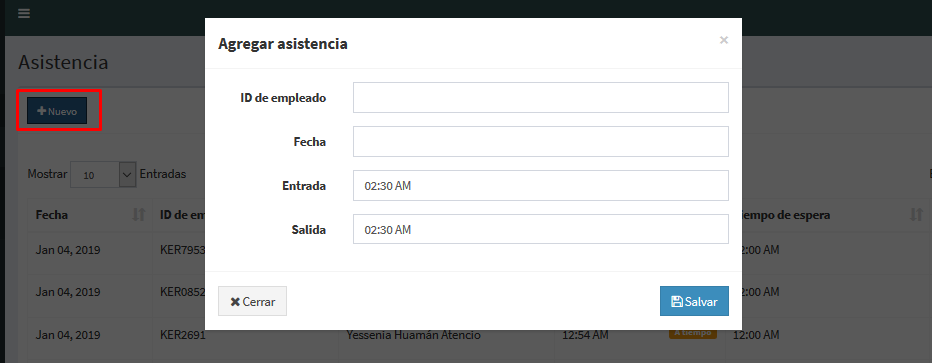 Agregar asistencia ×
Asistencia
ID de empleado
Nuevo
Fecha
Mostrar 10 Entradas
Entrada 02:30 AM
Salida 02:30 AM
Fecha ID de em iempo de espera
Jan 04, 2019 KER7953 2:00 AM
Jan 04, 2019 KER0852 2:00 AM
Cerrar Salvar
Jan 04, 2019 KER2691 Yessenia Huamán Atencio 12:54 AM A tiempo 12:00 AM